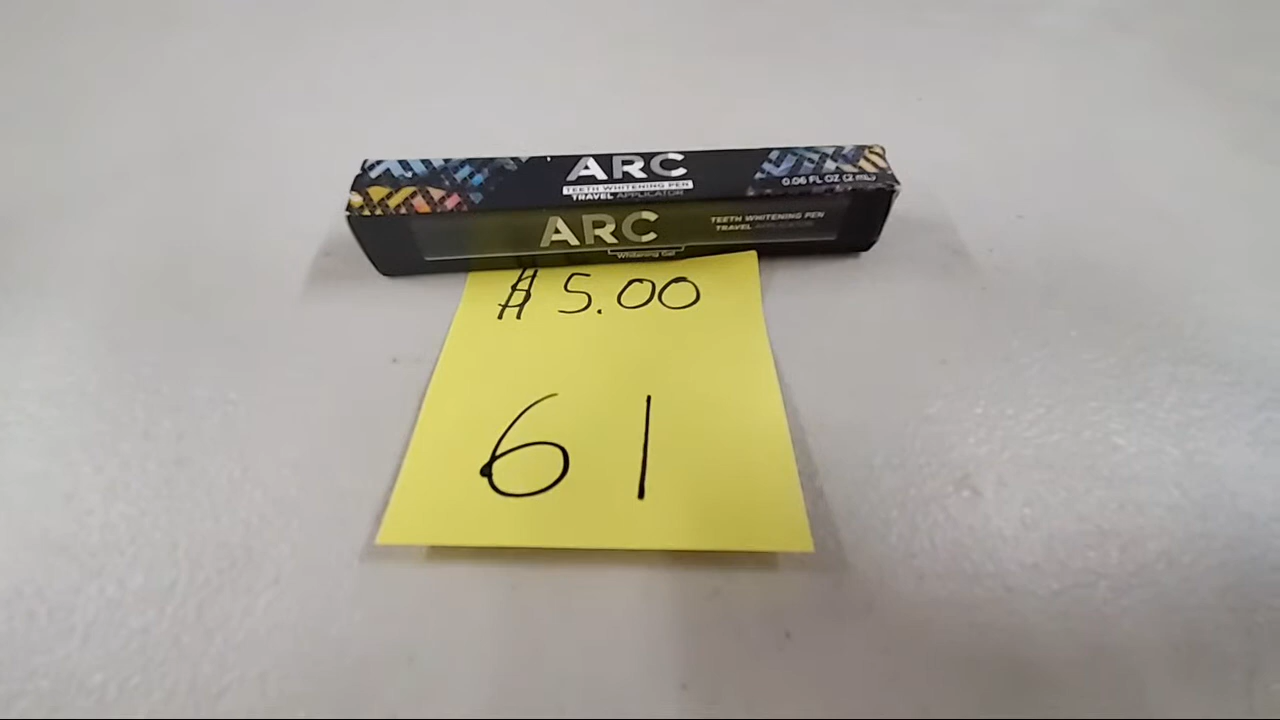 ARC
TEETH WHITENING PEN
TRAVEL APPLICATOR
0.06 FL OZ (2 mL)
ARC
TEETH WHITENING PEN
TRAVEL APPLICATOR
Whitening Gel
$5.00
61